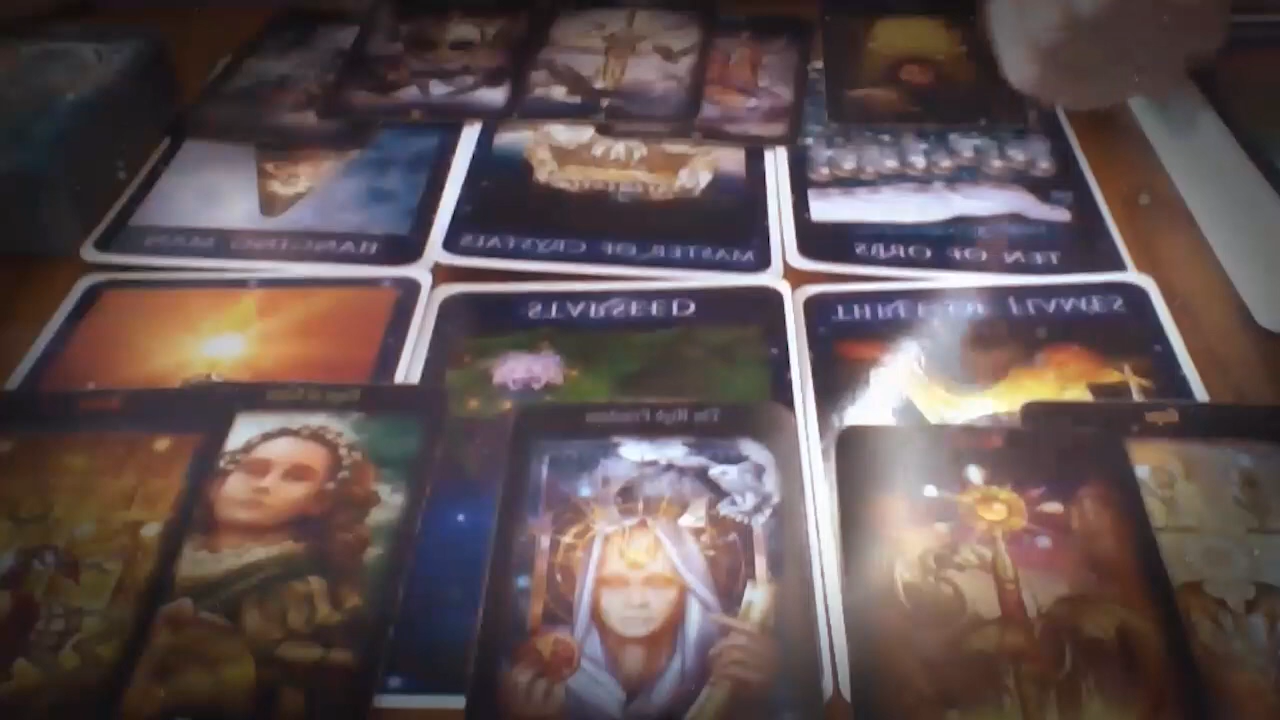 HANGING MAN
MASTER OF CRYSTALS
TEN OF ORBS
STARSEED
THREE OF FLAMES
The High Priestess